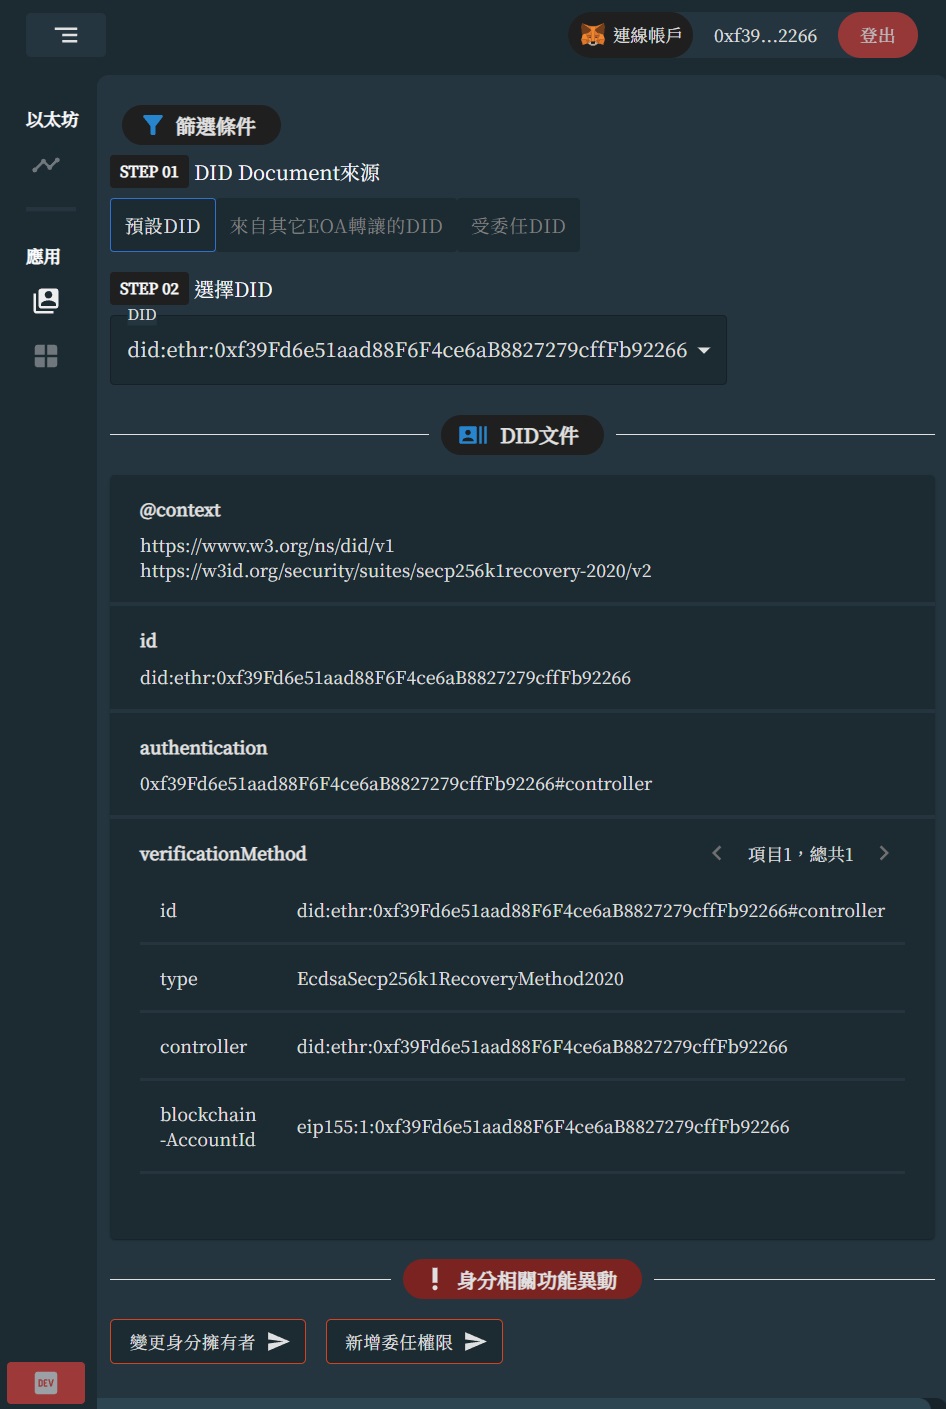 連線帳戶
0xf39...2266
登出
以太坊
應用
DEV
篩選條件
STEP 01 DID Document來源
預設DID 來自其它EOA轉讓的DID 受委任DID
STEP 02 選擇DID
DID
did:ethr:0xf39Fd6e51aad88F6F4ce6aB8827279cffFb92266
DID文件
@context
https://www.w3.org/ns/did/v1
https://w3id.org/security/suites/secp256k1recovery-2020/v2
id
did:ethr:0xf39Fd6e51aad88F6F4ce6aB8827279cffFb92266
authentication
0xf39Fd6e51aad88F6F4ce6aB8827279cffFb92266#controller
verificationMethod 項目1，總共1
id did:ethr:0xf39Fd6e51aad88F6F4ce6aB8827279cffFb92266#controller
type EcdsaSecp256k1RecoveryMethod2020
controller did:ethr:0xf39Fd6e51aad88F6F4ce6aB8827279cffFb92266
blockchain
-AccountId eip155:1:0xf39Fd6e51aad88F6F4ce6aB8827279cffFb92266
身分相關功能異動
變更身分擁有者 新增委任權限